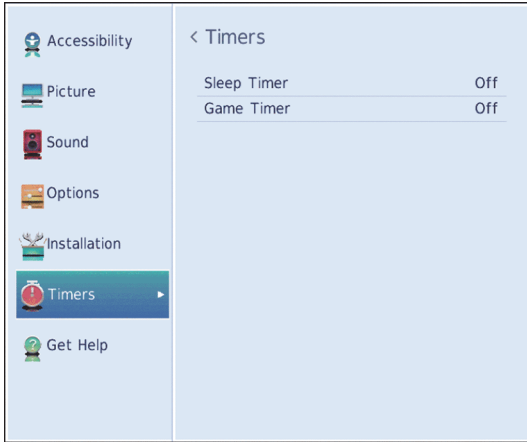 Accessibility
Picture
Sound
Options
Installation
Timers
Get Help
< Timers
Sleep Timer Off
Game Timer Off